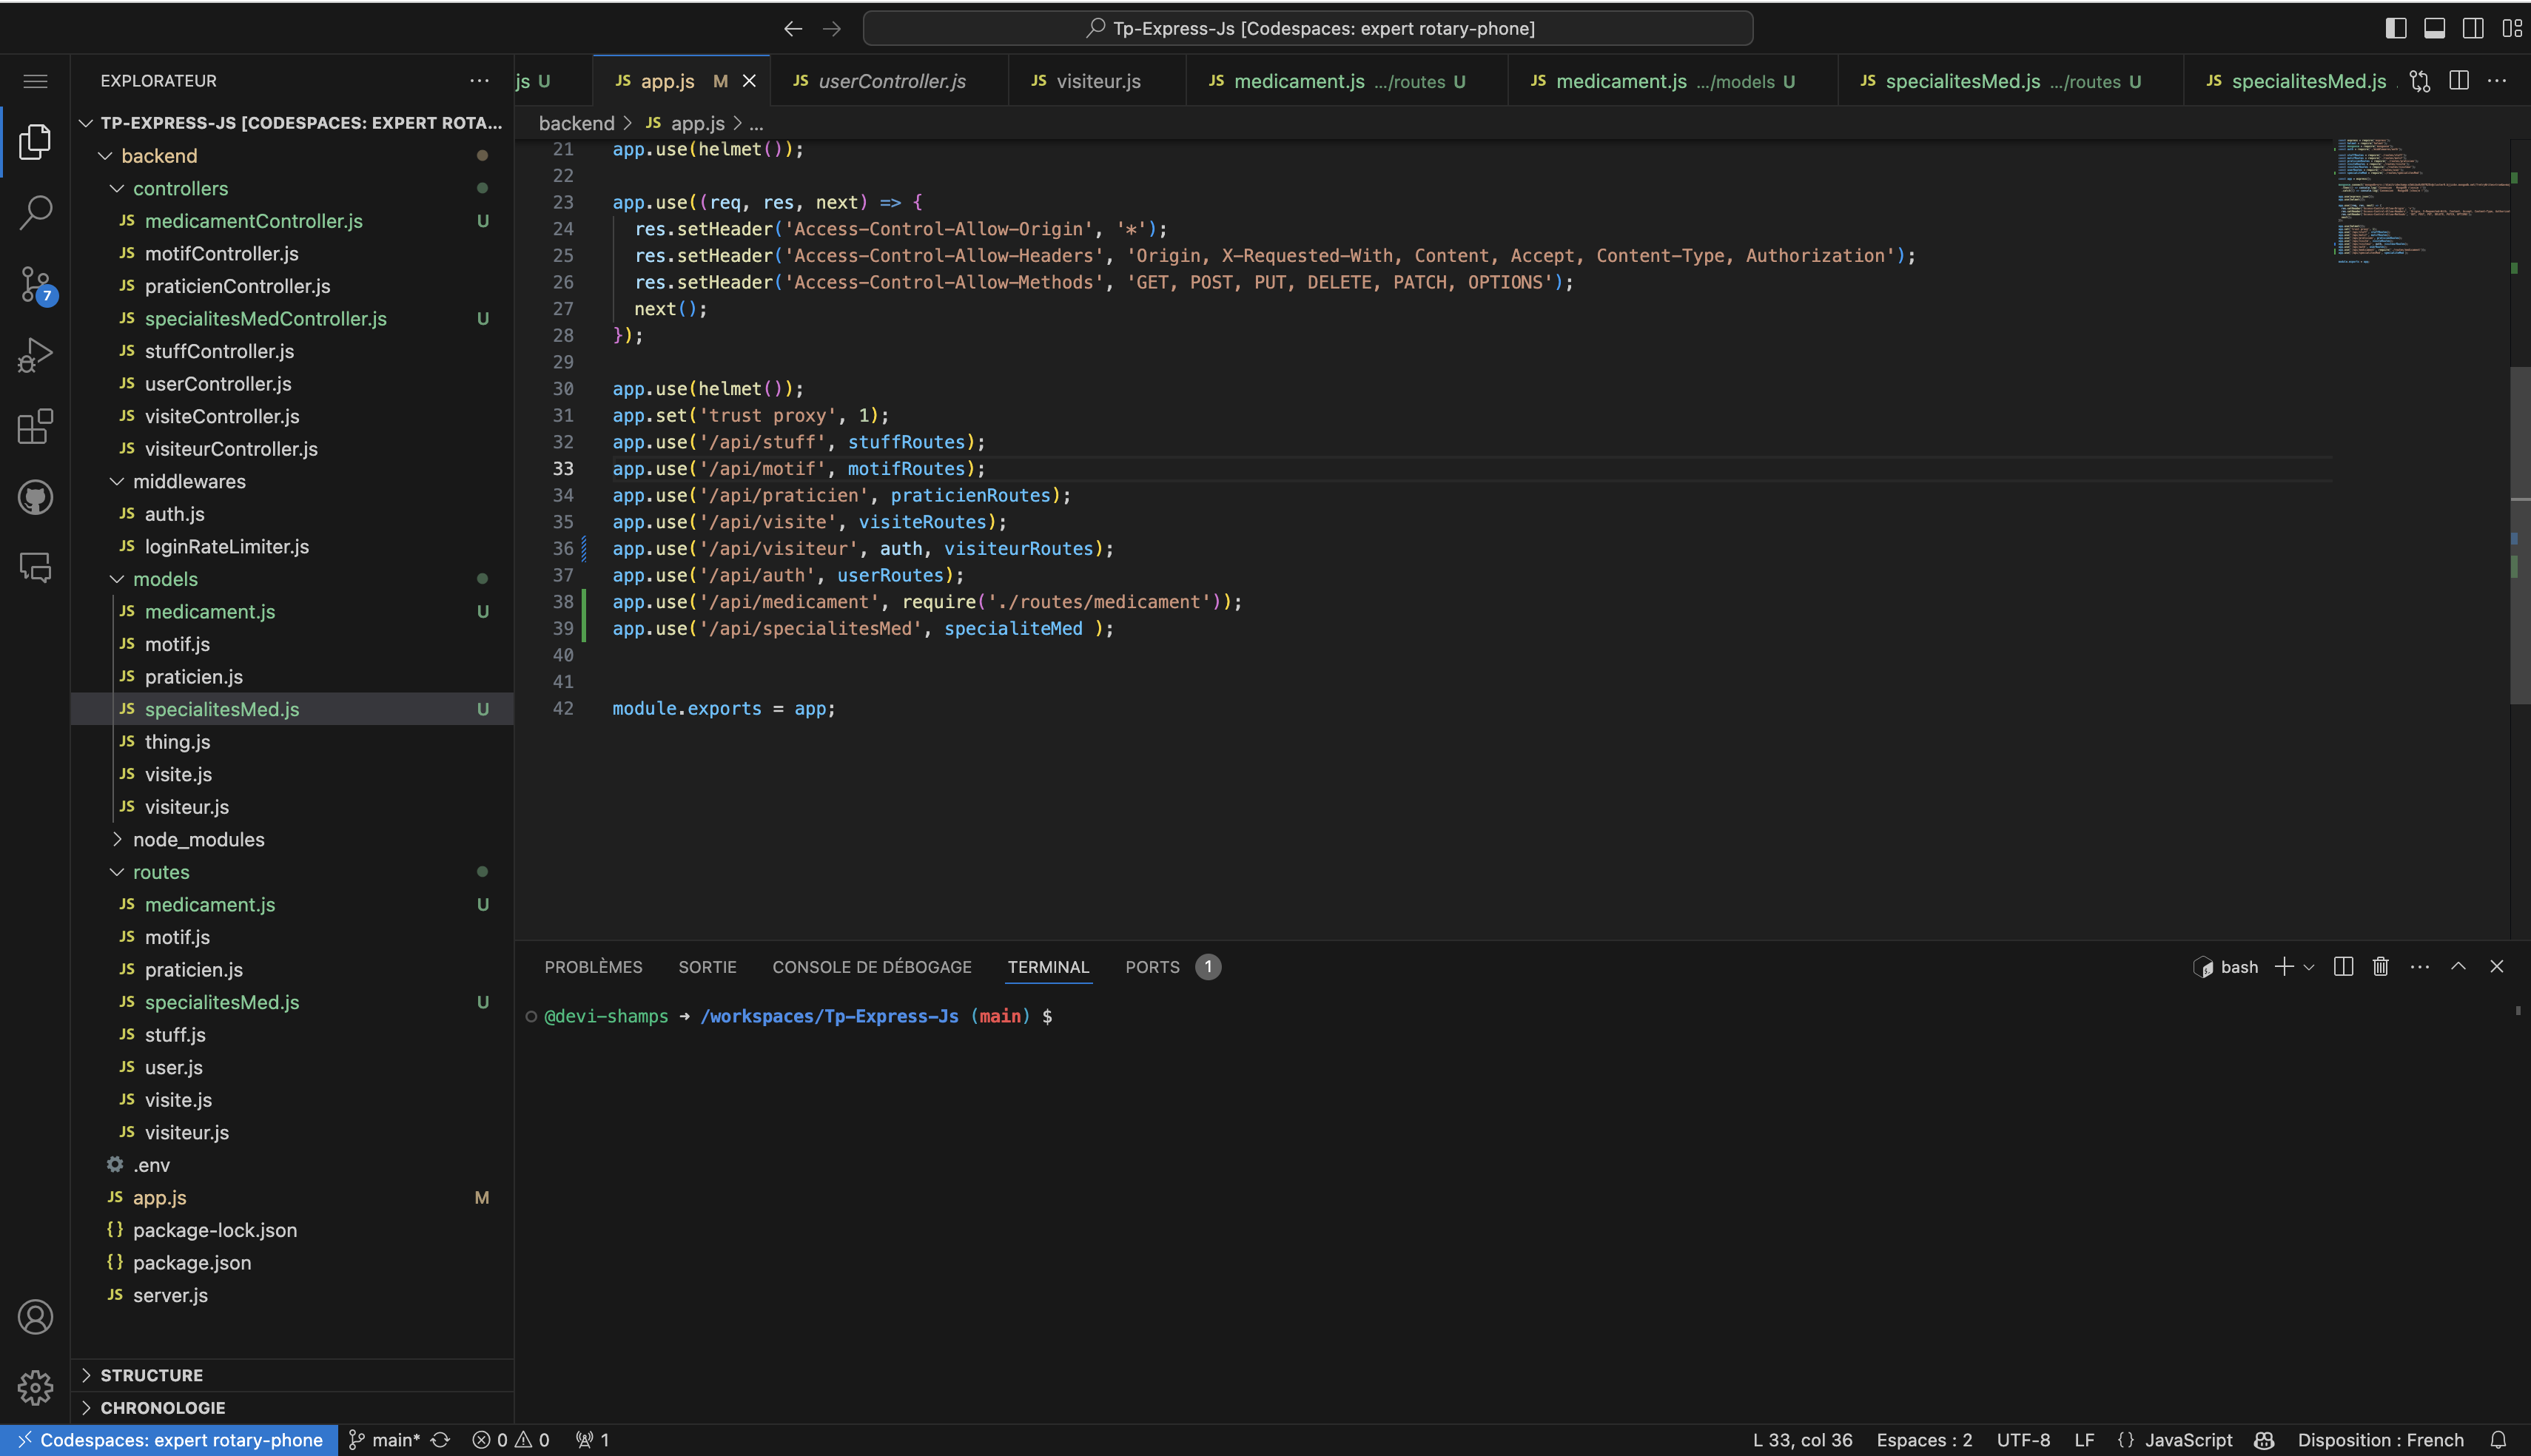 Tp-Express-Js [Codespaces: expert rotary-phone]
EXPLORATEUR
js U
JS app.js M
JS userController.js
JS visiteur.js
JS medicament.js .../routes U
JS medicament.js .../models U
JS specialitesMed.js .../routes U
JS specialitesMed.js .
TP-EXPRESS-JS [CODESPACES: EXPERT ROTA...
backend > JS app.js > ...
backend
controllers
JS medicamentController.js U
JS motifController.js
JS praticienController.js
JS specialitesMedController.js U
JS stuffController.js
JS userController.js
JS visiteController.js
JS visiteurController.js
middlewares
JS auth.js
JS loginRateLimiter.js
models
JS medicament.js U
JS motif.js
JS praticien.js
JS specialitesMed.js U
JS thing.js
JS visite.js
JS visiteur.js
node_modules
routes
JS medicament.js U
JS motif.js
JS praticien.js
JS specialitesMed.js U
JS stuff.js
JS user.js
JS visite.js
JS visiteur.js
.env
JS app.js M
{} package-lock.json
{} package.json
JS server.js
STRUCTURE
CHRONOLOGIE
7
21 app.use(helmet());
22
23 app.use((req, res, next) => {
24 res.setHeader('Access-Control-Allow-Origin', '*');
25 res.setHeader('Access-Control-Allow-Headers', 'Origin, X-Requested-With, Content, Accept, Content-Type, Authorization');
26 res.setHeader('Access-Control-Allow-Methods', 'GET, POST, PUT, DELETE, PATCH, OPTIONS');
27 next();
28 });
29
30 app.use(helmet());
31 app.set('trust proxy', 1);
32 app.use('/api/stuff', stuffRoutes);
33 app.use('/api/motif', motifRoutes);
34 app.use('/api/praticien', praticienRoutes);
35 app.use('/api/visite', visiteRoutes);
36 app.use('/api/visiteur', auth, visiteurRoutes);
37 app.use('/api/auth', userRoutes);
38 app.use('/api/medicament', require('./routes/medicament'));
39 app.use('/api/specialitesMed', specialiteMed );
40
41
42 module.exports = app;
PROBLÈMES SORTIE CONSOLE DE DÉBOGAGE TERMINAL PORTS 1
bash
@devi-shamps → /workspaces/Tp-Express-Js (main) $
Codespaces: expert rotary-phone main* 0 0 1
L 33, col 36 Espaces : 2 UTF-8 LF {} JavaScript Disposition : French